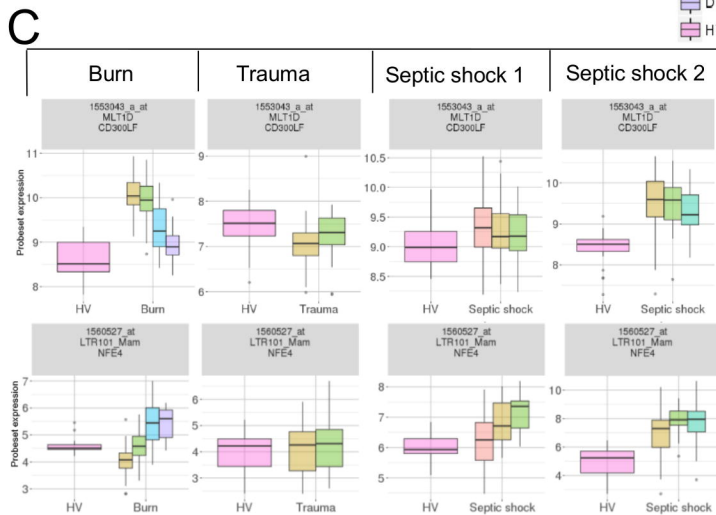 C
D
H
Burn
Trauma
Septic shock 1
Septic shock 2
1553043_a_at
MLT1D
CD300LF
1553043_a_at
MLT1D
CD300LF
1553043_a_at
MLT1D
CD300LF
1553043_a_at
MLT1D
CD300LF
Probeset expression
11
10
9
8
HV
Burn
9
8
7
6
HV
Trauma
10.5
10.0
9.5
9.0
8.5
HV
Septic shock
10
9
8
HV
Septic shock
1560527_at
LTR101_Mam
NFE4
1560527_at
LTR101_Mam
NFE4
1560527_at
LTR101_Mam
NFE4
1560527_at
LTR101_Mam
NFE4
Probeset expression
7
6
5
4
3
HV
Burn
6
5
4
3
HV
Trauma
8
7
6
5
HV
Septic shock
10
8
6
4
HV
Septic shock